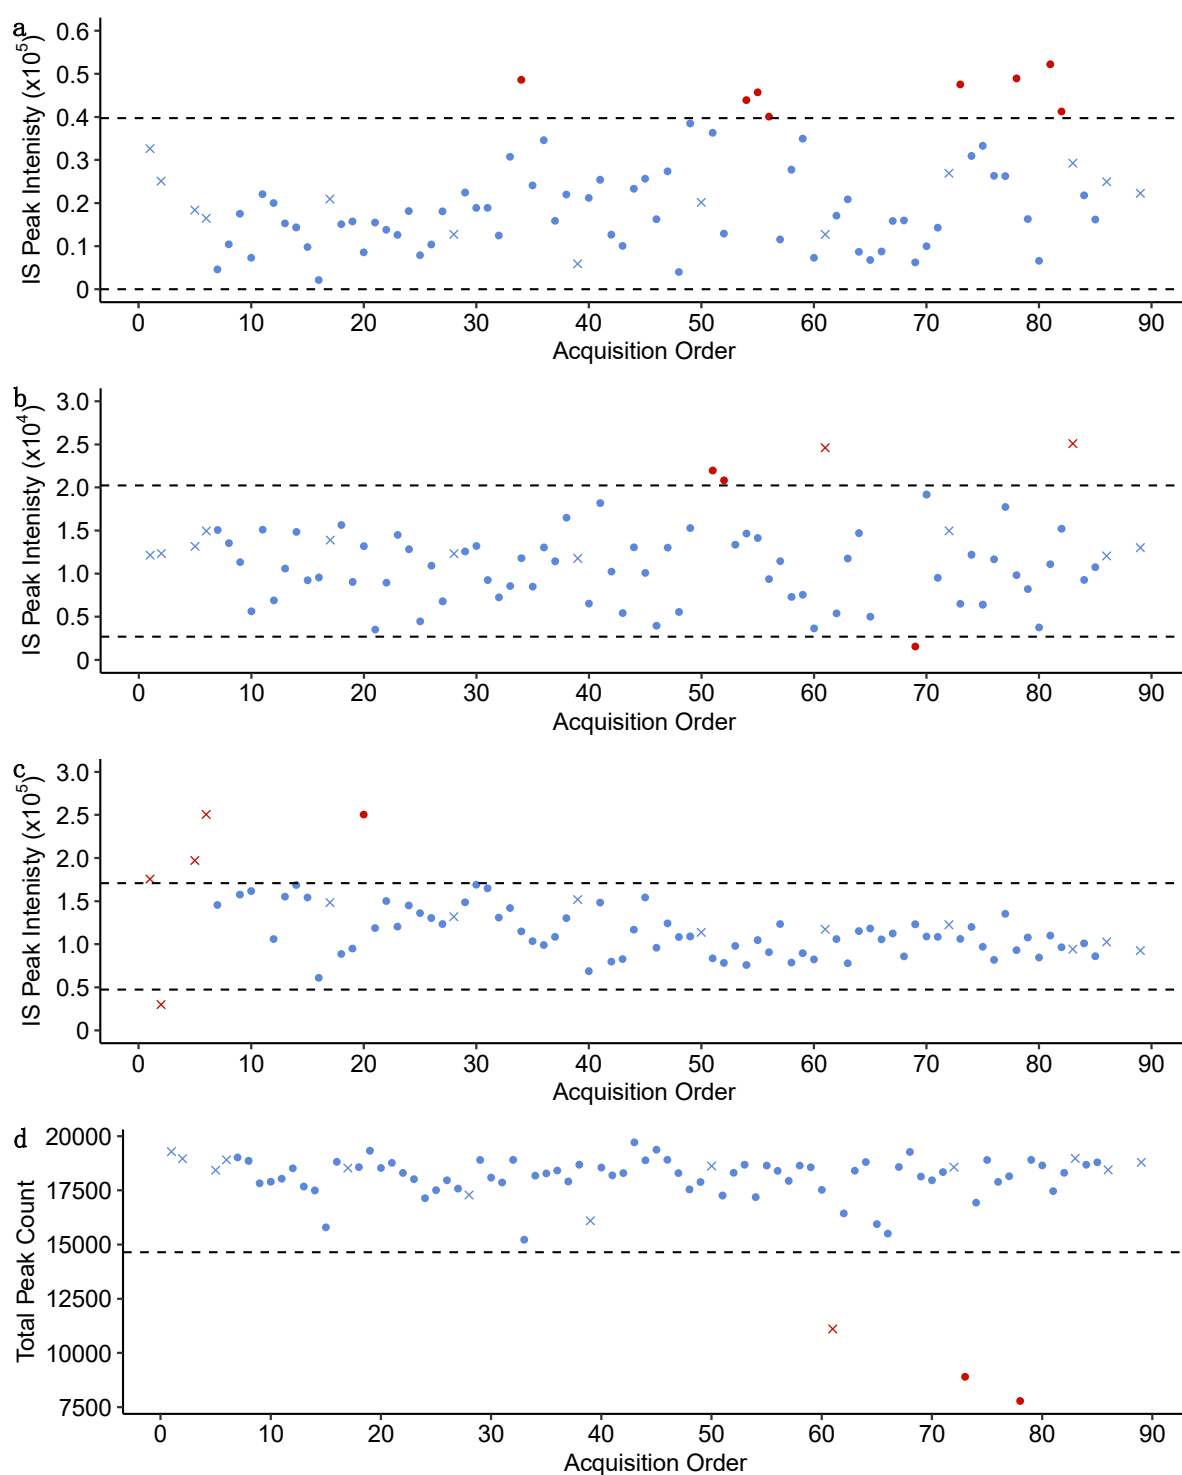 a
IS Peak Intenisty (x10⁵)
0.6
0.5
0.4
0.3
0.2
0.1
0
0 10 20 30 40 50 60 70 80 90
Acquisition Order
b
IS Peak Intenisty (x10⁴)
3.0
2.5
2.0
1.5
1.0
0.5
0
0 10 20 30 40 50 60 70 80 90
Acquisition Order
c
IS Peak Intenisty (x10⁵)
3.0
2.5
2.0
1.5
1.0
0.5
0
0 10 20 30 40 50 60 70 80 90
Acquisition Order
d
Total Peak Count
20000
17500
15000
12500
10000
7500
0 10 20 30 40 50 60 70 80 90
Acquisition Order